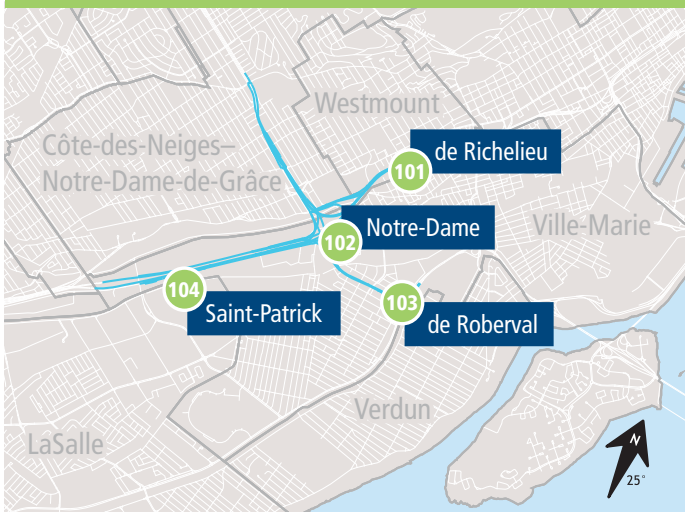 Westmount
de Richelieu
101
Côte-des-Neiges–
Notre-Dame-de-Grâce
Notre-Dame
102
Ville-Marie
104
Saint-Patrick
103
de Roberval
Verdun
LaSalle
N
25°